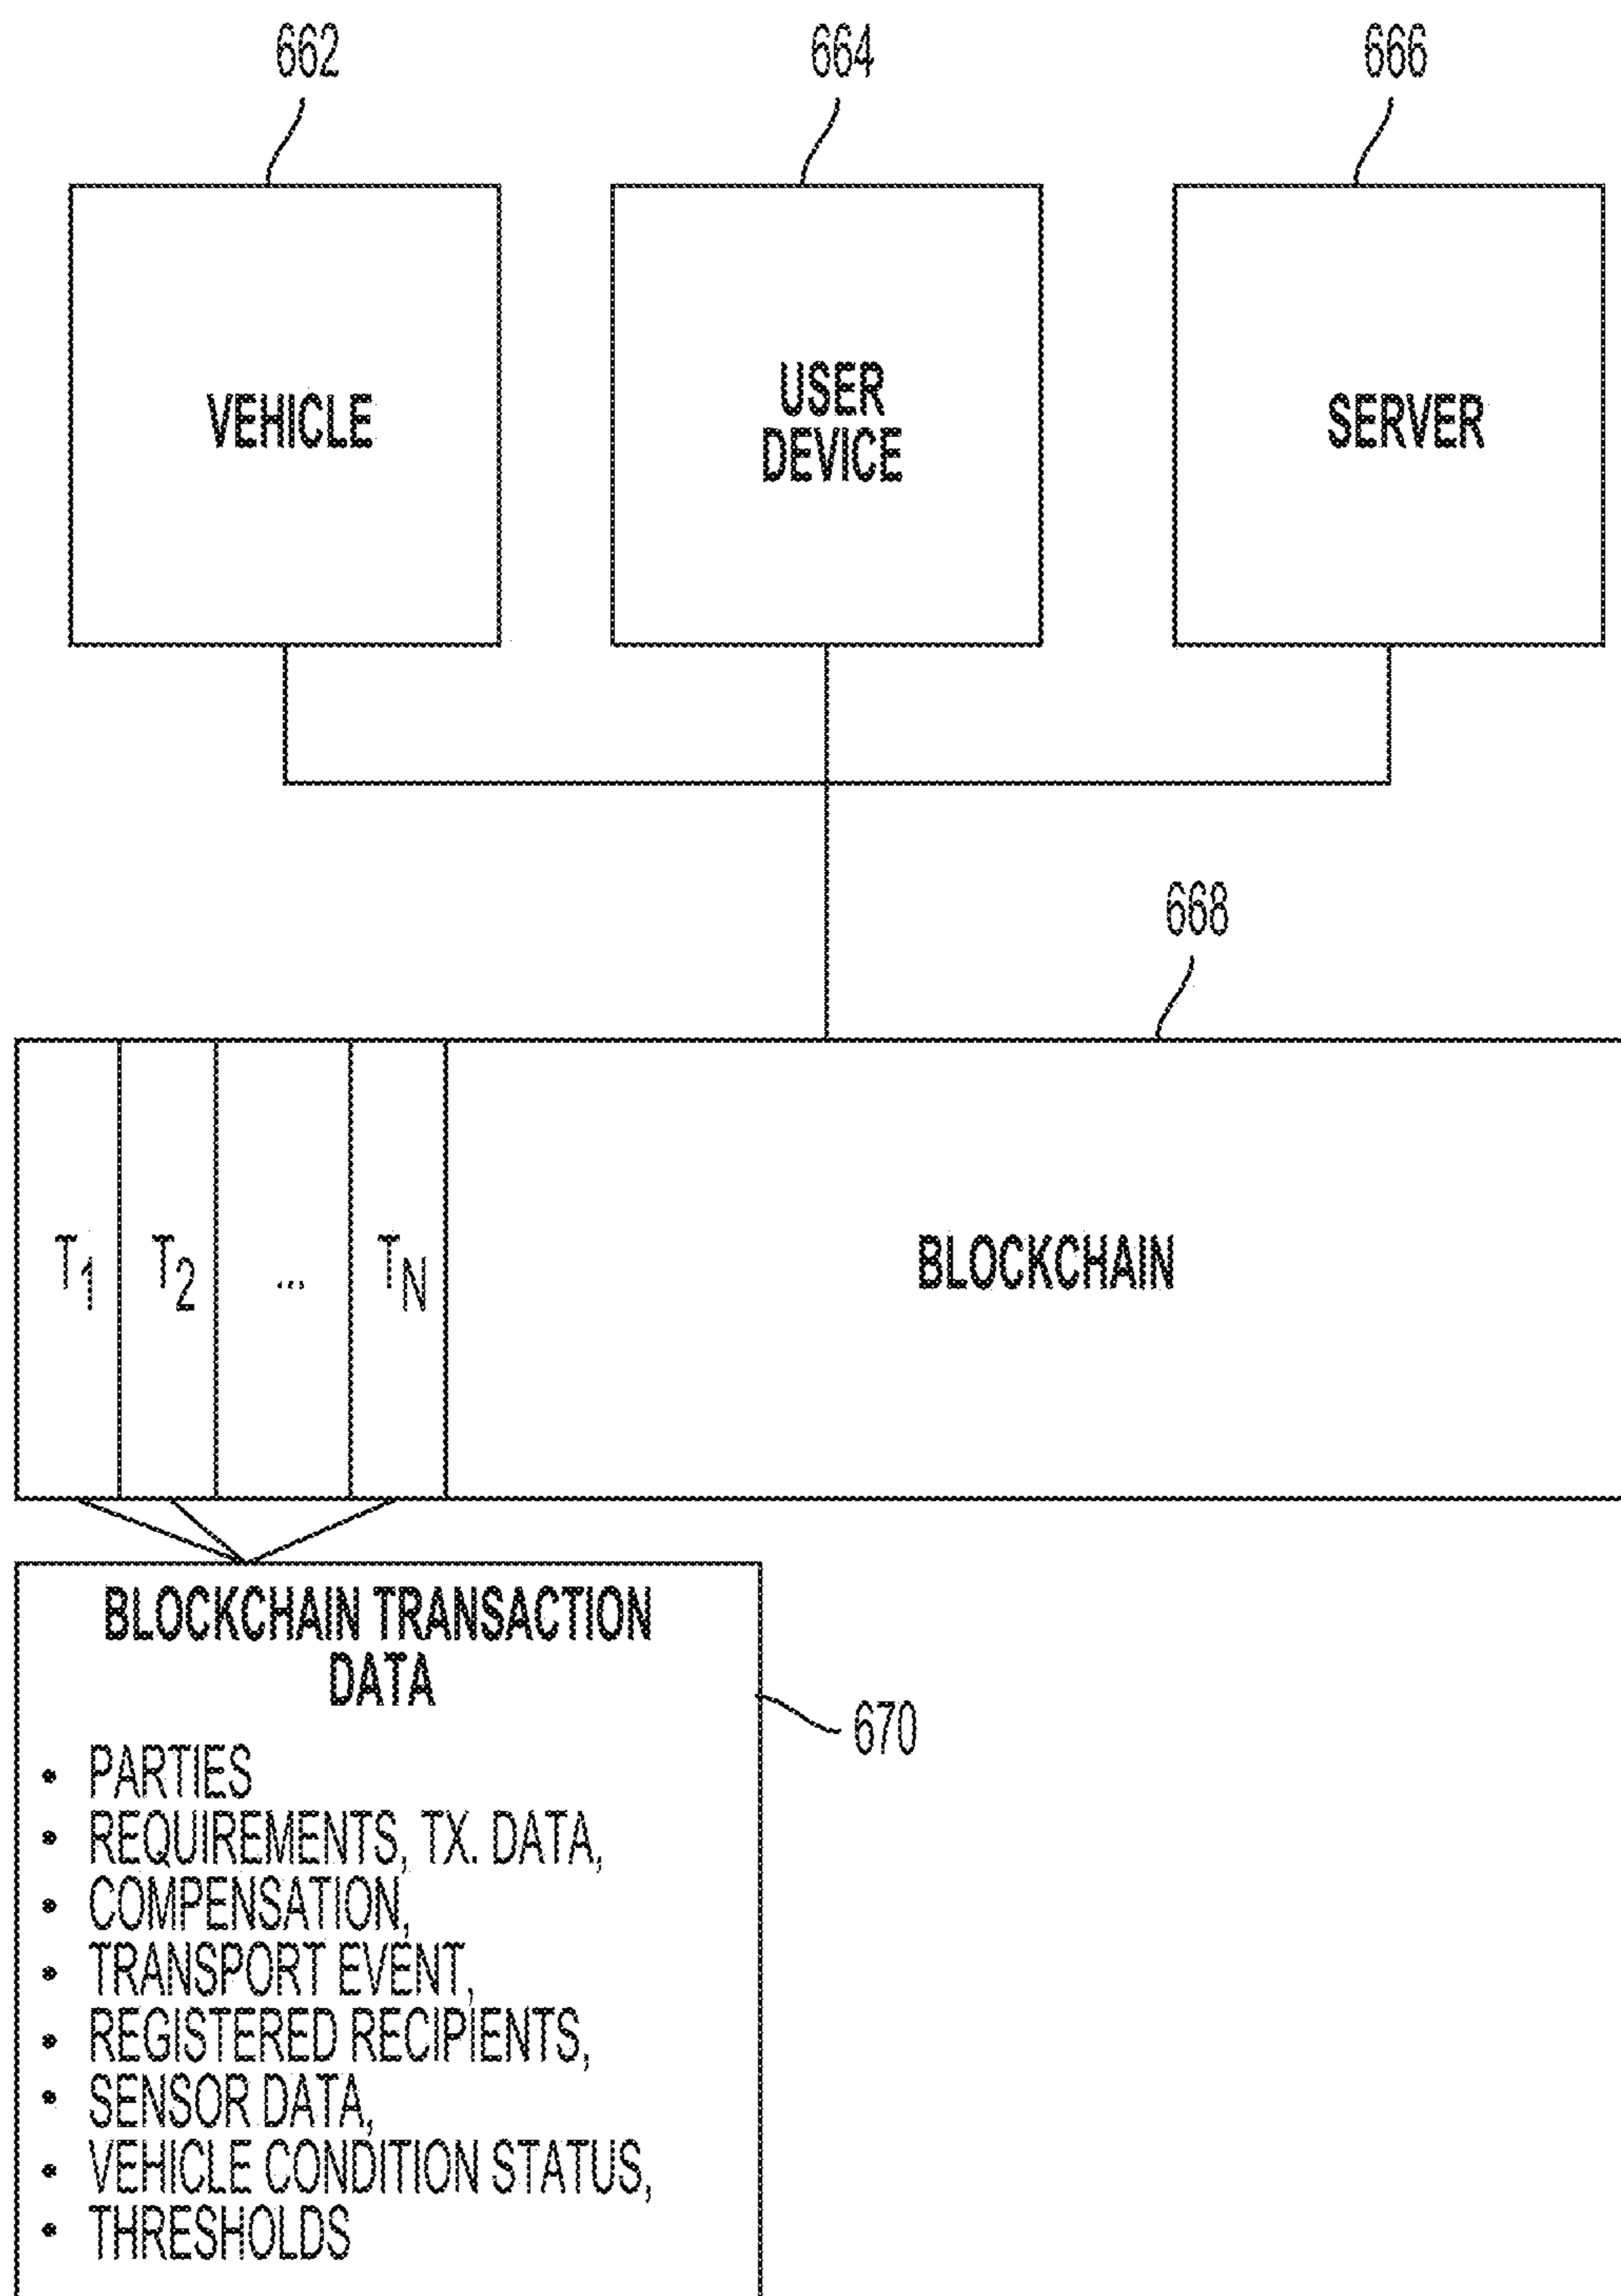 662
664
666
VEHICLE
USER
DEVICE
SERVER
668
T1
T2
...
TN
BLOCKCHAIN
BLOCKCHAIN TRANSACTION
DATA
670
• PARTIES
• REQUIREMENTS, TX. DATA,
• COMPENSATION,
• TRANSPORT EVENT,
• REGISTERED RECIPIENTS,
• SENSOR DATA,
• VEHICLE CONDITION STATUS,
• THRESHOLDS